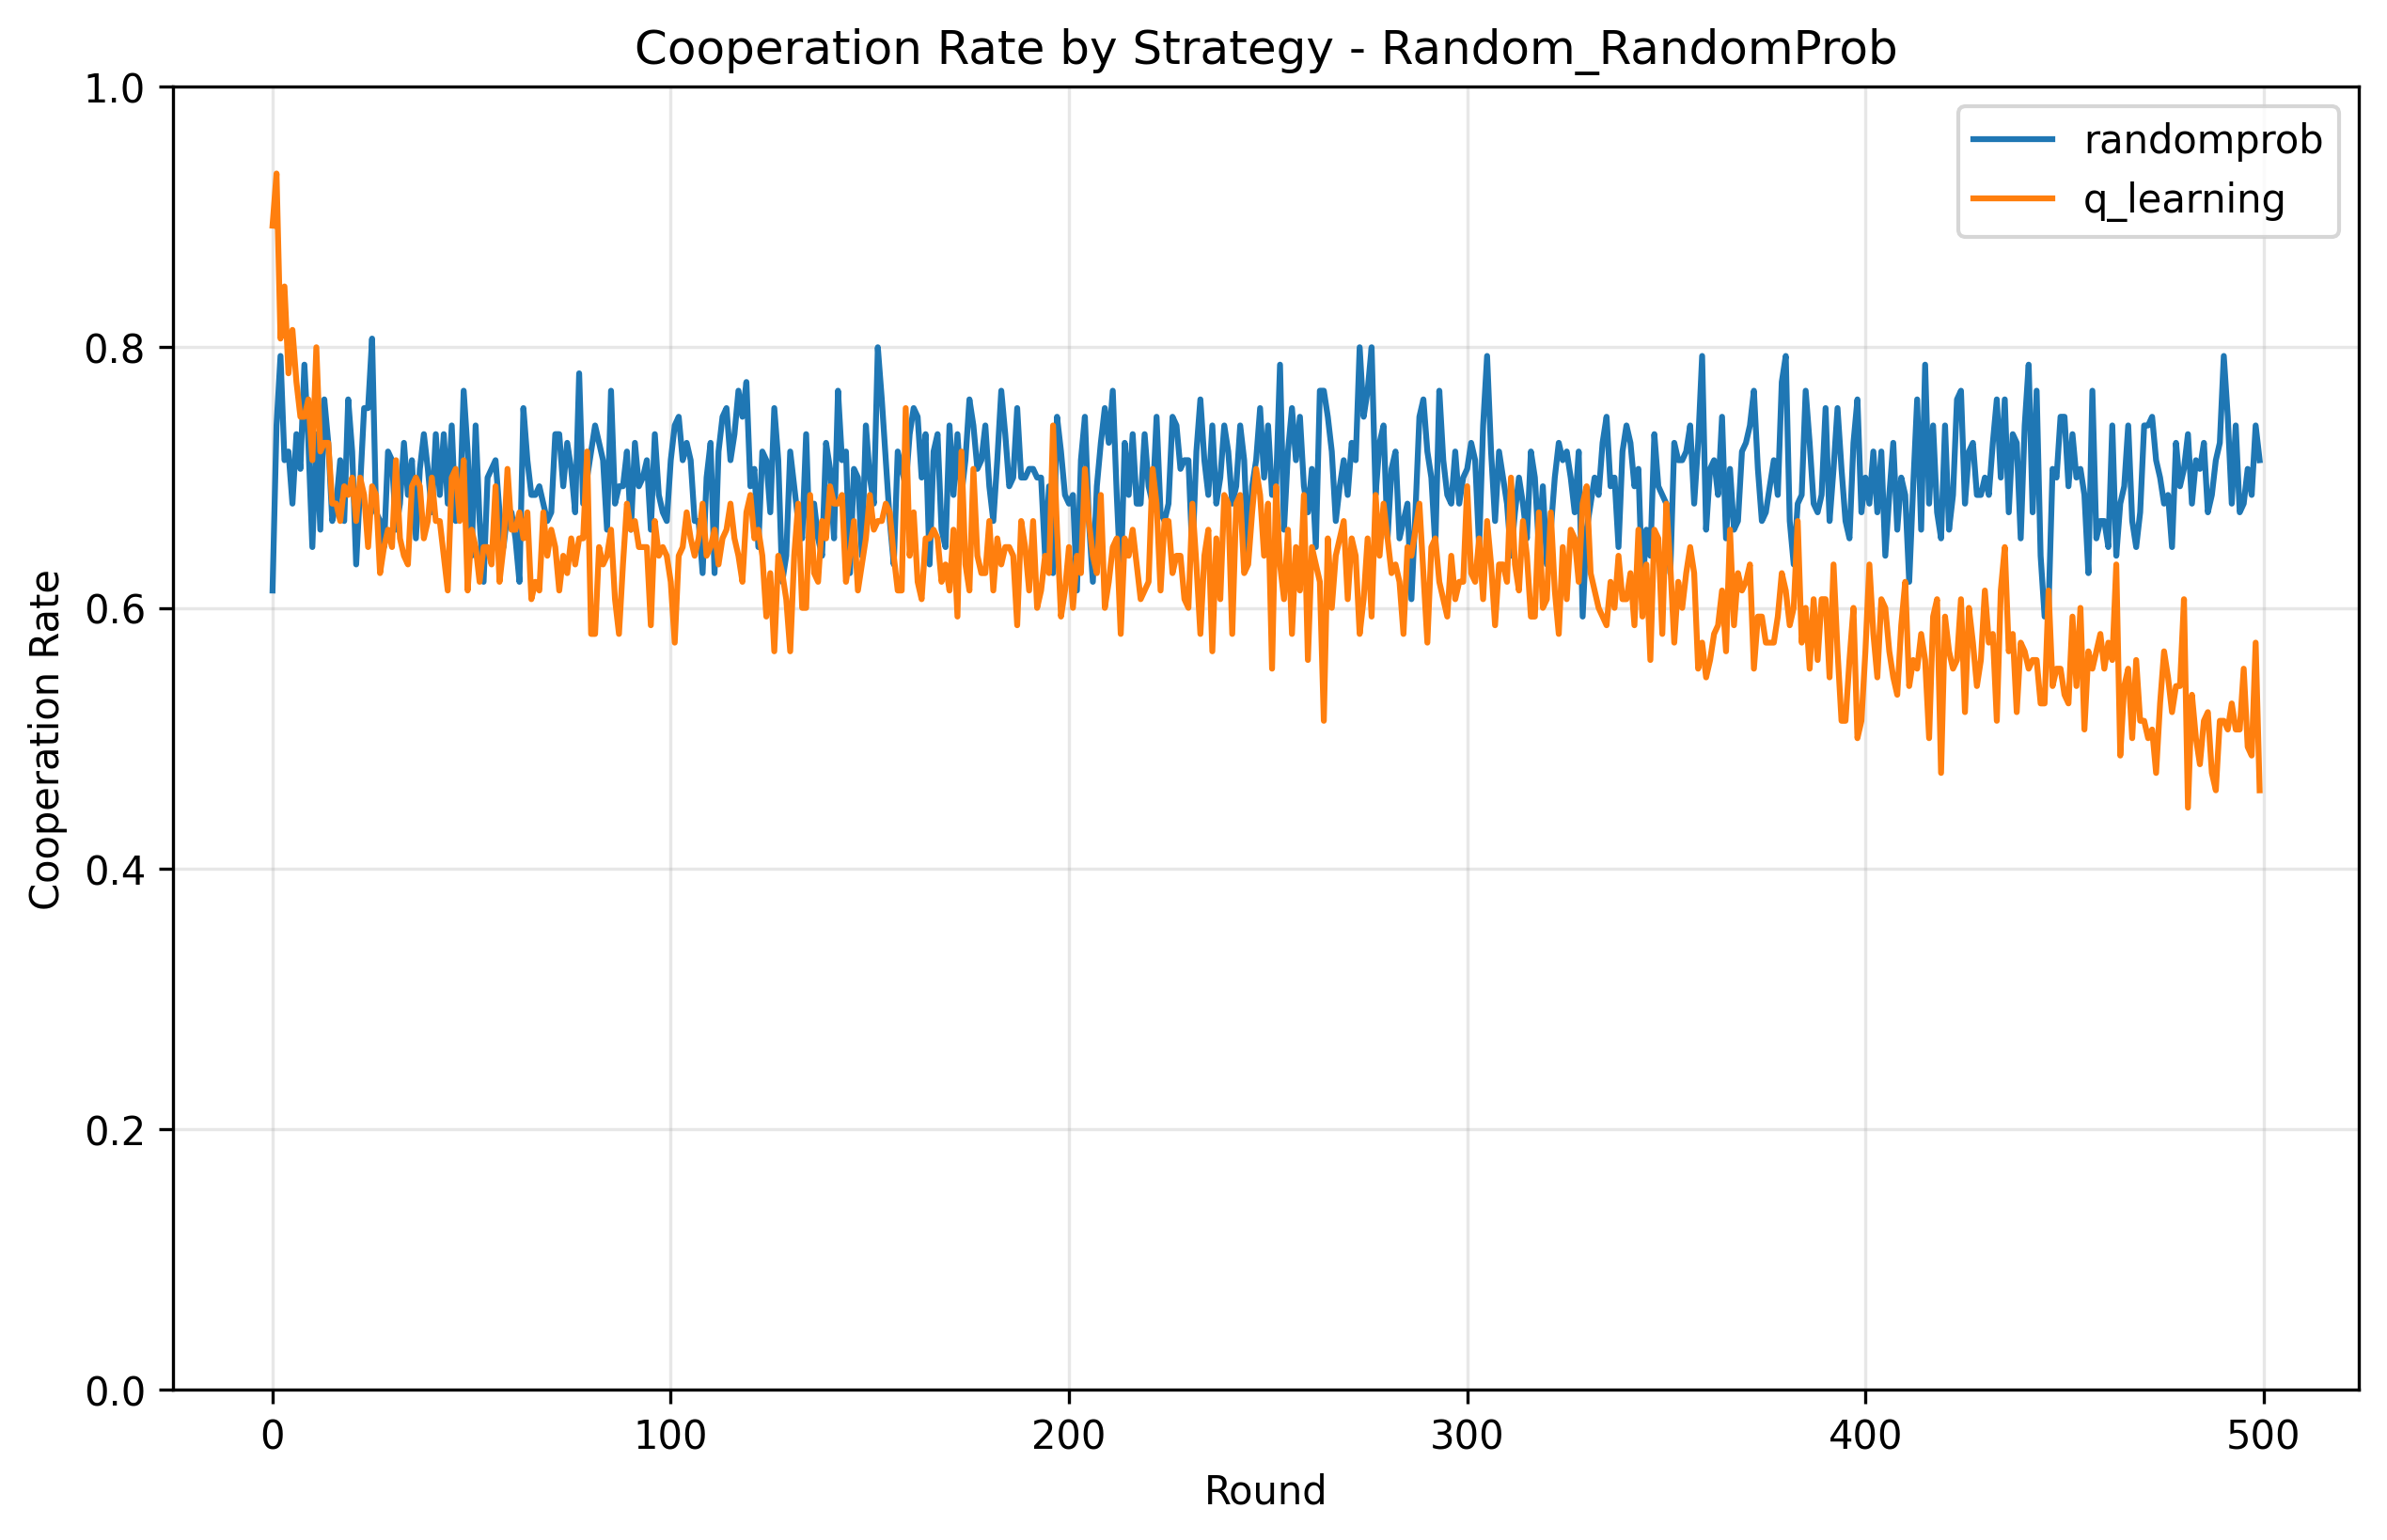 Cooperation Rate by Strategy - Random_RandomProb
randomprob
q_learning
Cooperation Rate
1.0
0.8
0.6
0.4
0.2
0.0
0 100 200 300 400 500
Round